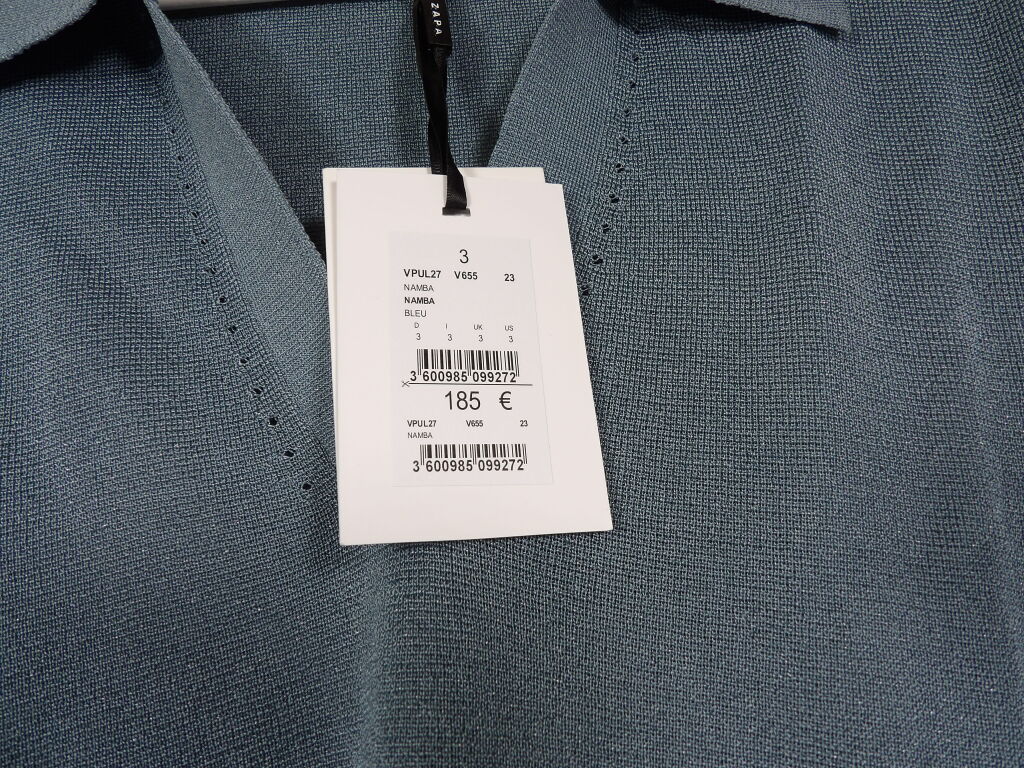 ZAPA
3
VPUL27 V655 23
NAMBA
NAMBA
BLEU
D I UK US
3 3 3 3
3 600985 099272
185 €
VPUL27 V655 23
NAMBA
3 600985 099272